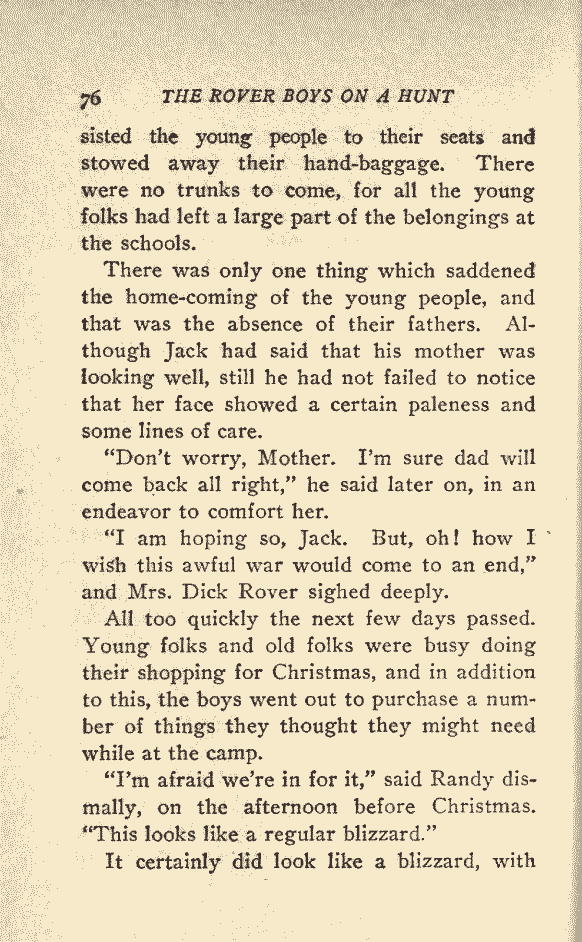 76 THE ROVER BOYS ON A HUNT
sisted the young people to their seats and
stowed away their hand-baggage. There
were no trunks to come, for all the young
folks had left a large part of the belongings at
the schools.
There was only one thing which saddened
the home-coming of the young people, and
that was the absence of their fathers. Al-
though Jack had said that his mother was
looking well, still he had not failed to notice
that her face showed a certain paleness and
some lines of care.
"Don't worry, Mother. I'm sure dad will
come back all right," he said later on, in an
endeavor to comfort her.
"I am hoping so, Jack. But, oh! how I
wish this awful war would come to an end,"
and Mrs. Dick Rover sighed deeply.
All too quickly the next few days passed.
Young folks and old folks were busy doing
their shopping for Christmas, and in addition
to this, the boys went out to purchase a num-
ber of things they thought they might need
while at the camp.
"I'm afraid we're in for it," said Randy dis-
mally, on the afternoon before Christmas.
"This looks like a regular blizzard."
It certainly did look like a blizzard, with